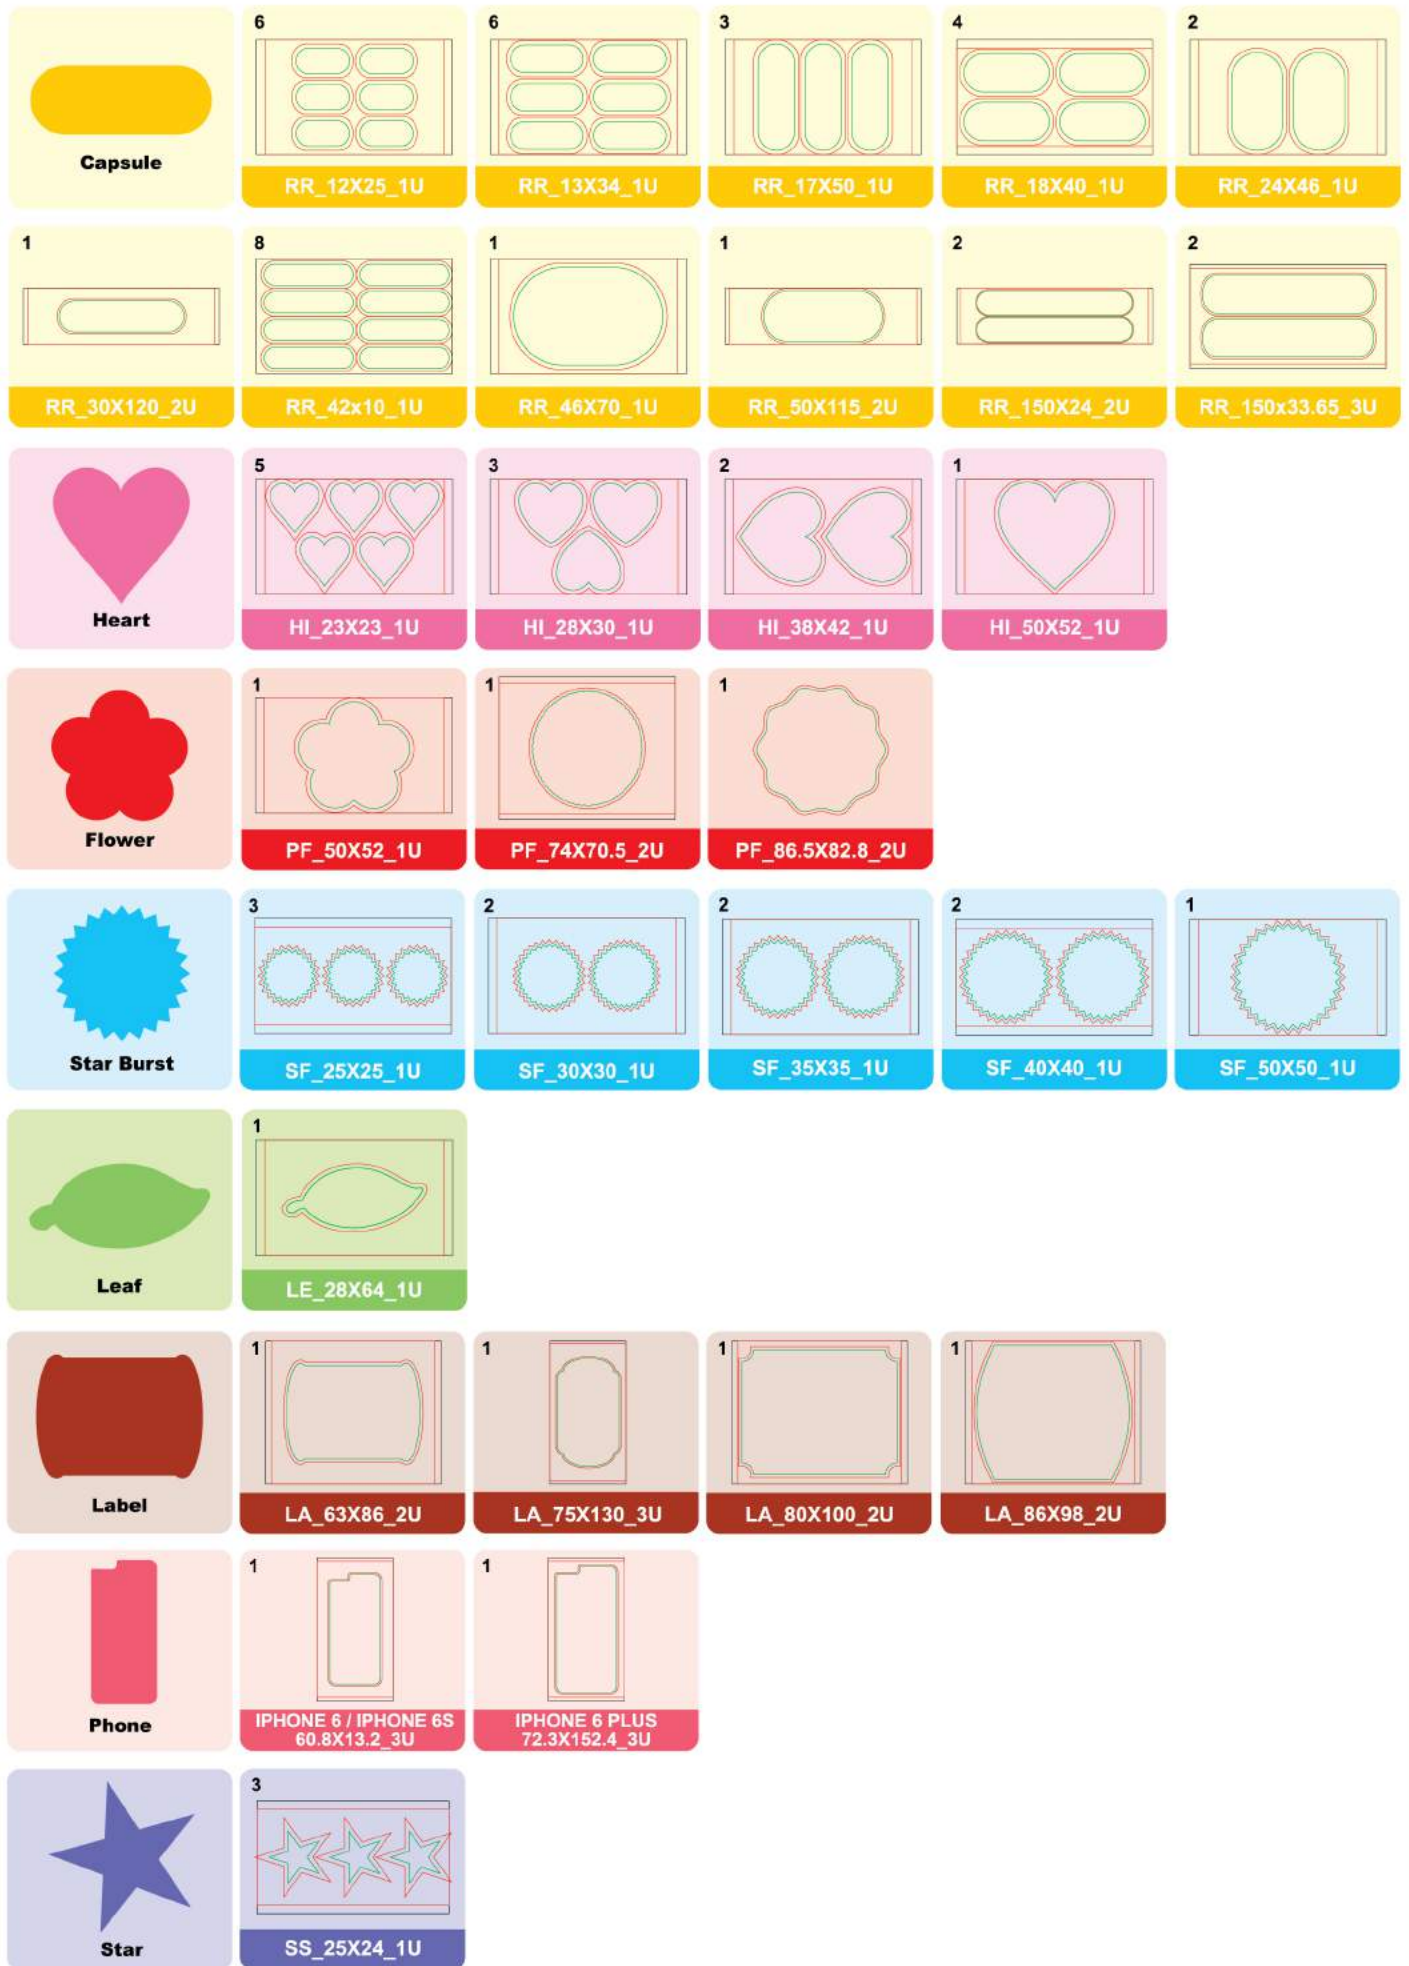 6
6
3
4
2
Capsule
RR_12X25_1U
RR_13X34_1U
RR_17X50_1U
RR_18X40_1U
RR_24X46_1U
1
8
1
1
2
2
RR_30X120_2U
RR_42x10_1U
RR_46X70_1U
RR_50X115_2U
RR_150X24_2U
RR_150x33.65_3U
5
3
2
1
Heart
HI_23X23_1U
HI_28X30_1U
HI_38X42_1U
HI_50X52_1U
1
1
1
Flower
PF_50X52_1U
PF_74X70.5_2U
PF_86.5X82.8_2U
3
2
2
2
1
Star Burst
SF_25X25_1U
SF_30X30_1U
SF_35X35_1U
SF_40X40_1U
SF_50X50_1U
1
Leaf
LE_28X64_1U
1
1
1
1
Label
LA_63X86_2U
LA_75X130_3U
LA_80X100_2U
LA_86X98_2U
1
1
Phone
IPHONE 6 / IPHONE 6S
60.8X13.2_3U
IPHONE 6 PLUS
72.3X152.4_3U
3
Star
SS_25X24_1U